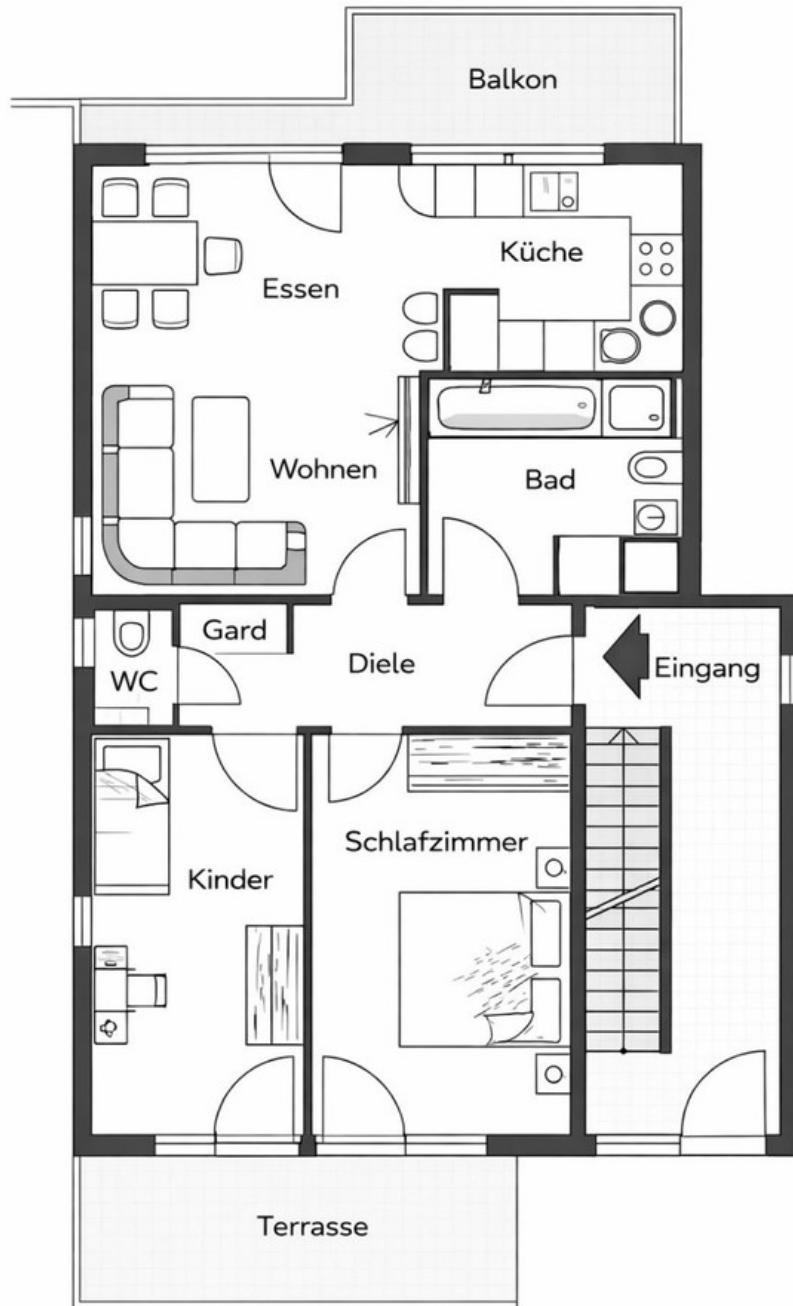 Balkon
Küche
Essen
Wohnen
Bad
Gard
Diele
Eingang
WC
Schlafzimmer
Kinder
Terrasse